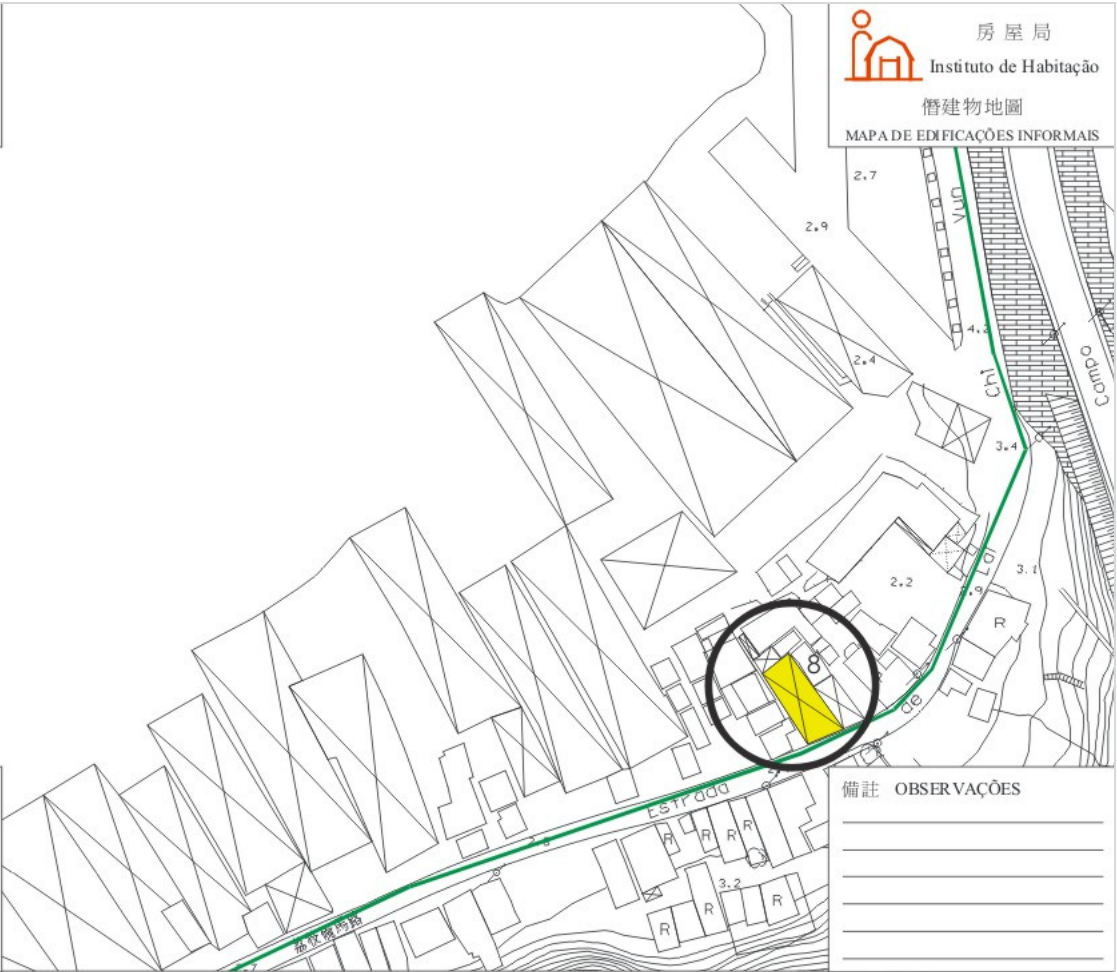 房屋局
Instituto de Habitação
僭建物地圖
MAPA DE EDIFICAÇÕES INFORMAIS
2.7
2.9
Vun
4.2
2.4
Chi
Campo
3.4
Lai
3.1
2.2
R
8
de
備註 OBSERVAÇÕES
Estrada
R
R
R
R
3.2
R
R
R